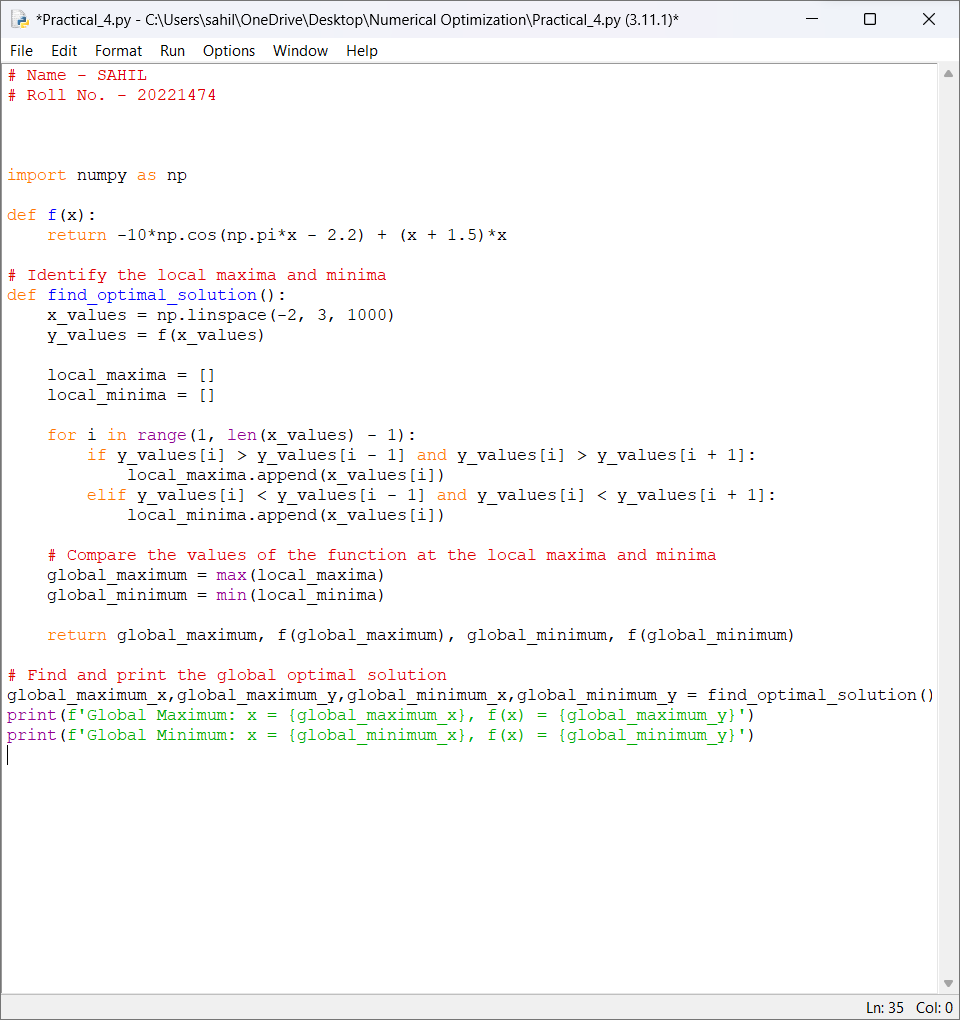 *Practical_4.py - C:\Users\sahil\OneDrive\Desktop\Numerical Optimization\Practical_4.py (3.11.1)*
File Edit Format Run Options Window Help
# Name - SAHIL
# Roll No. - 20221474
import numpy as np
def f(x):
    return -10*np.cos(np.pi*x - 2.2) + (x + 1.5)*x
# Identify the local maxima and minima
def find_optimal_solution():
    x_values = np.linspace(-2, 3, 1000)
    y_values = f(x_values)
    local_maxima = []
    local_minima = []
    for i in range(1, len(x_values) - 1):
        if y_values[i] > y_values[i - 1] and y_values[i] > y_values[i + 1]:
            local_maxima.append(x_values[i])
        elif y_values[i] < y_values[i - 1] and y_values[i] < y_values[i + 1]:
            local_minima.append(x_values[i])
    # Compare the values of the function at the local maxima and minima
    global_maximum = max(local_maxima)
    global_minimum = min(local_minima)
    return global_maximum, f(global_maximum), global_minimum, f(global_minimum)
# Find and print the global optimal solution
global_maximum_x,global_maximum_y,global_minimum_x,global_minimum_y = find_optimal_solution()
print(f'Global Maximum: x = {global_maximum_x}, f(x) = {global_maximum_y}')
print(f'Global Minimum: x = {global_minimum_x}, f(x) = {global_minimum_y}')
Ln: 35 Col: 0